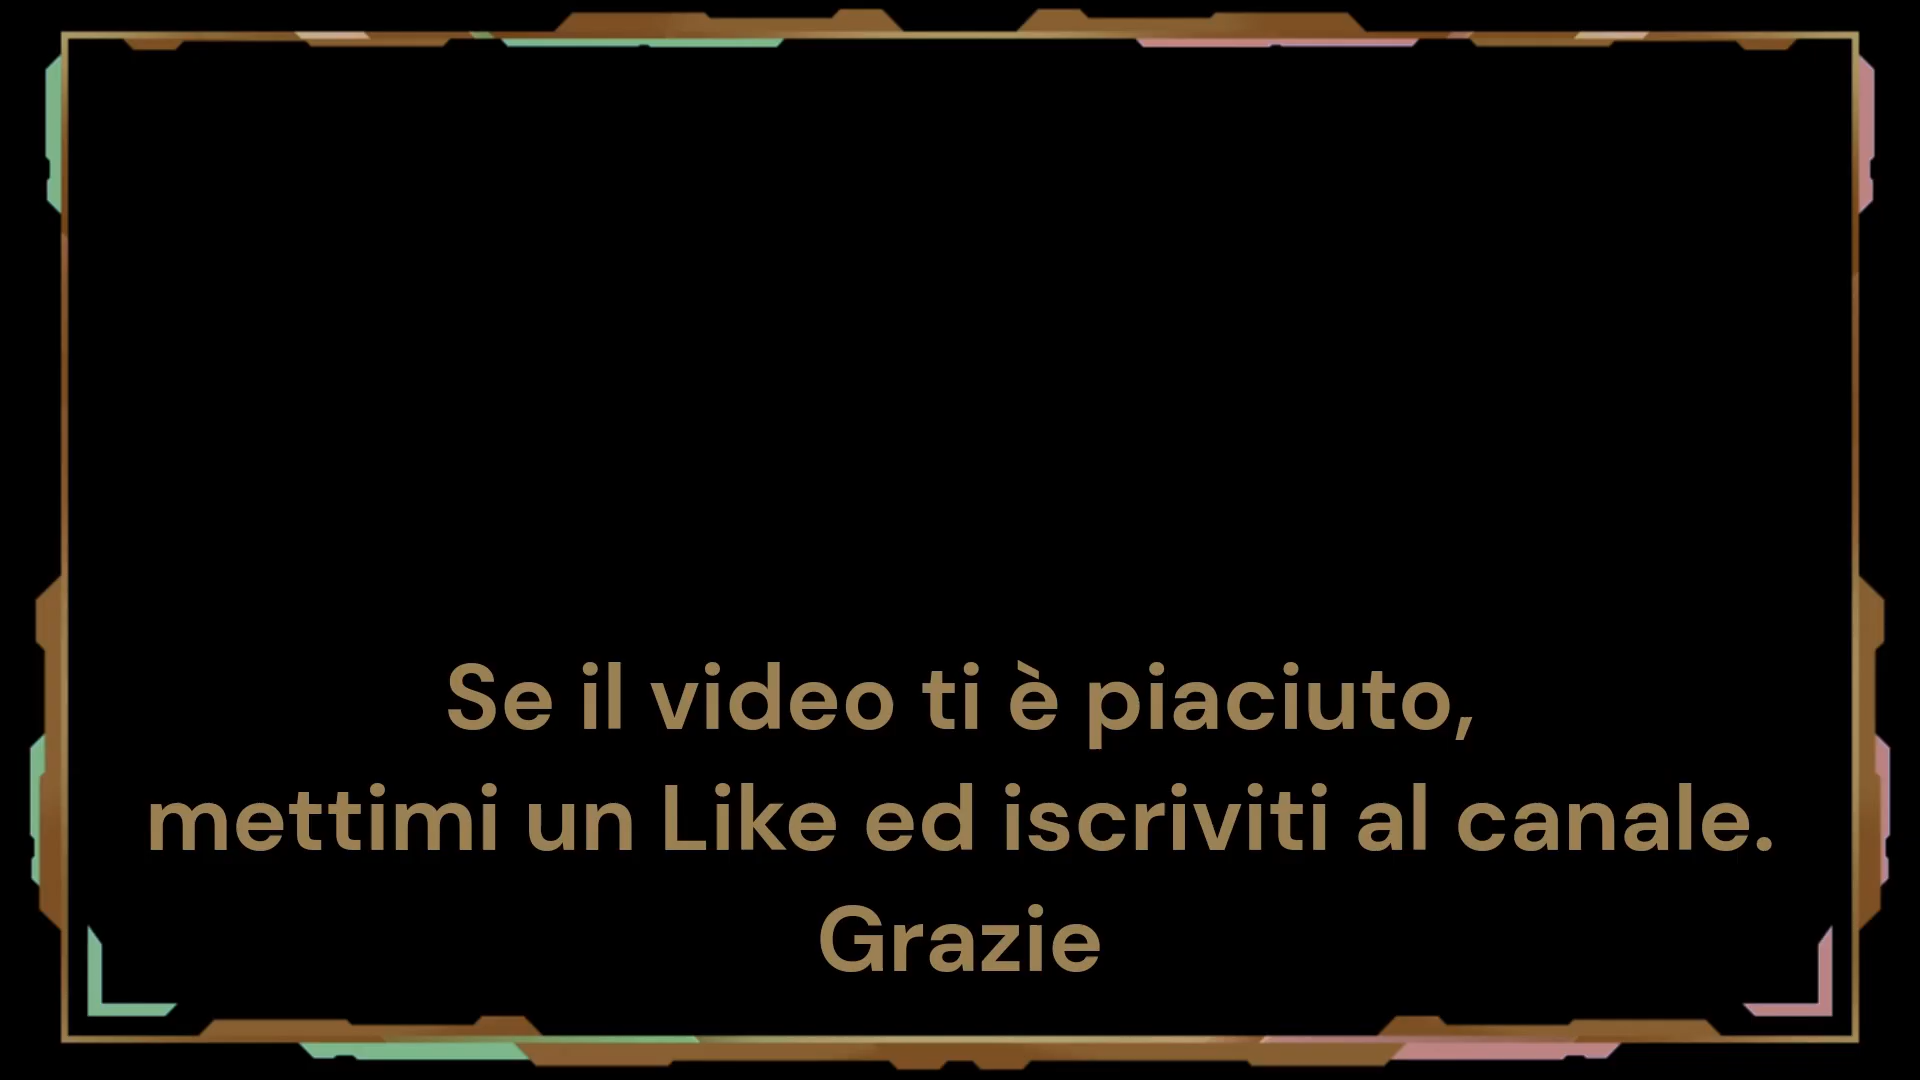 Se il video ti è piaciuto,
mettimi un Like ed iscriviti al canale.
Grazie